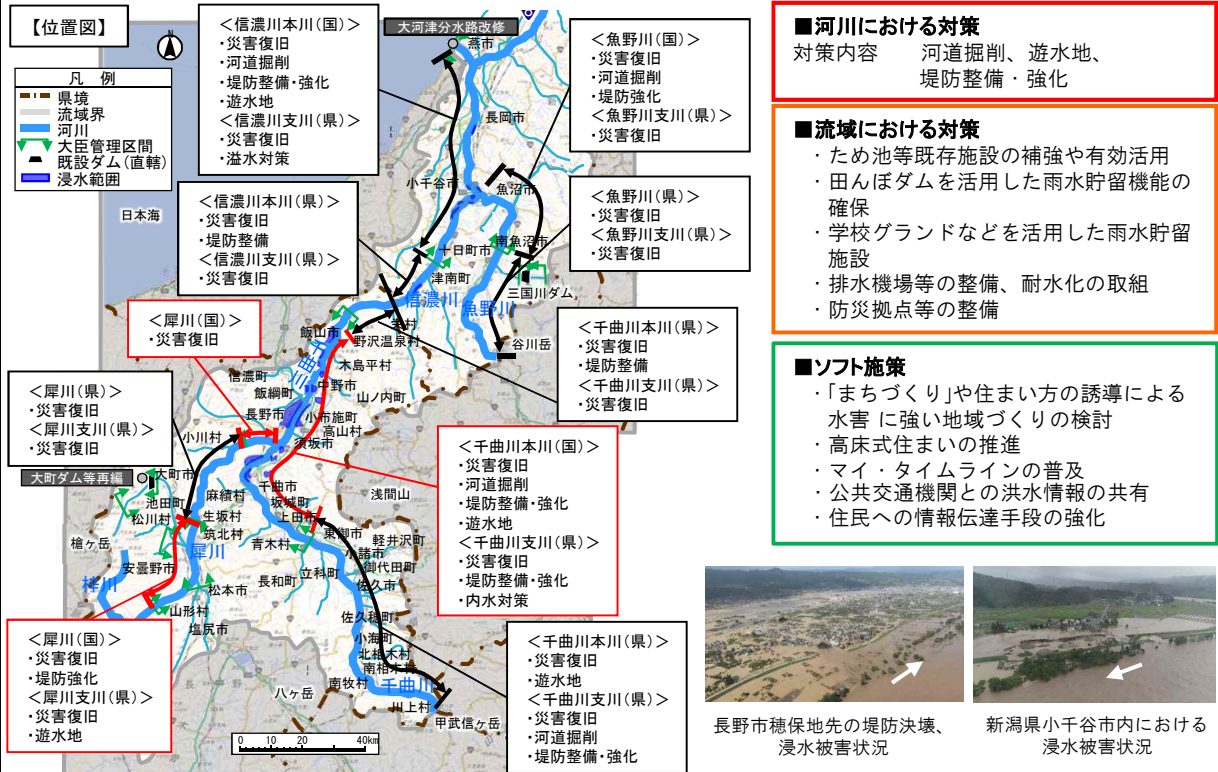 【位置図】
N
凡 例
県境
流域界
河川
大臣管理区間
既設ダム(直轄)
浸水範囲
日本海
＜信濃川本川(国)＞
・災害復旧
・河道掘削
・堤防整備・強化
・遊水地
＜信濃川支川(県)＞
・災害復旧
・溢水対策
大河津分水路改修
燕市
＜魚野川(国)＞
・災害復旧
・河道掘削
・堤防強化
＜魚野川支川(県)＞
・災害復旧
長岡市
小千谷市
魚沼市
＜信濃川本川(県)＞
・災害復旧
・堤防整備
＜信濃川支川(県)＞
・災害復旧
＜魚野川(県)＞
・災害復旧
＜魚野川支川(県)＞
・災害復旧
十日町市
南魚沼市
津南町
三国川ダム
信濃川
魚野川
栄村
谷川岳
＜犀川(国)＞
・災害復旧
飯山市
野沢温泉村
千曲川
木島平村
信濃町
中野市
飯綱町
山ノ内町
長野市
小布施町
高山村
須坂市
小川村
＜千曲川本川(県)＞
・災害復旧
・堤防整備
＜千曲川支川(県)＞
・災害復旧
＜犀川(県)＞
・災害復旧
＜犀川支川(県)＞
・災害復旧
大町ダム等再編
大町市
＜千曲川本川(国)＞
・災害復旧
・河道掘削
・堤防整備・強化
・遊水地
＜千曲川支川(県)＞
・災害復旧
・堤防整備・強化
・内水対策
千曲市
麻績村
坂城町
浅間山
池田町
生坂村
上田市
松川村
筑北村
東御市
軽井沢町
青木村
小諸市
槍ヶ岳
犀川
御代田町
安曇野市
立科町
佐久市
長和町
梓川
松本市
山形村
佐久穂町
塩尻市
小海町
北相木村
南相木村
南牧村
千曲川
八ヶ岳
川上村
甲武信ヶ岳
長 野
＜犀川(国)＞
・災害復旧
・堤防強化
＜犀川支川(県)＞
・災害復旧
・遊水地
＜千曲川本川(県)＞
・災害復旧
・遊水地
＜千曲川支川(県)＞
・災害復旧
・河道掘削
・堤防整備・強化
0 10 20 40km
■河川における対策
対策内容 河道掘削、遊水地、
堤防整備・強化
■流域における対策
・ため池等既存施設の補強や有効活用
・田んぼダムを活用した雨水貯留機能の
確保
・学校グランドなどを活用した雨水貯留
施設
・排水機場等の整備、耐水化の取組
・防災拠点等の整備
■ソフト施策
・「まちづくり」や住まい方の誘導による
水害 に強い地域づくりの検討
・高床式住まいの推進
・マイ・タイムラインの普及
・公共交通機関との洪水情報の共有
・住民への情報伝達手段の強化
長野市穂保地先の堤防決壊、
浸水被害状況
新潟県小千谷市内における
浸水被害状況